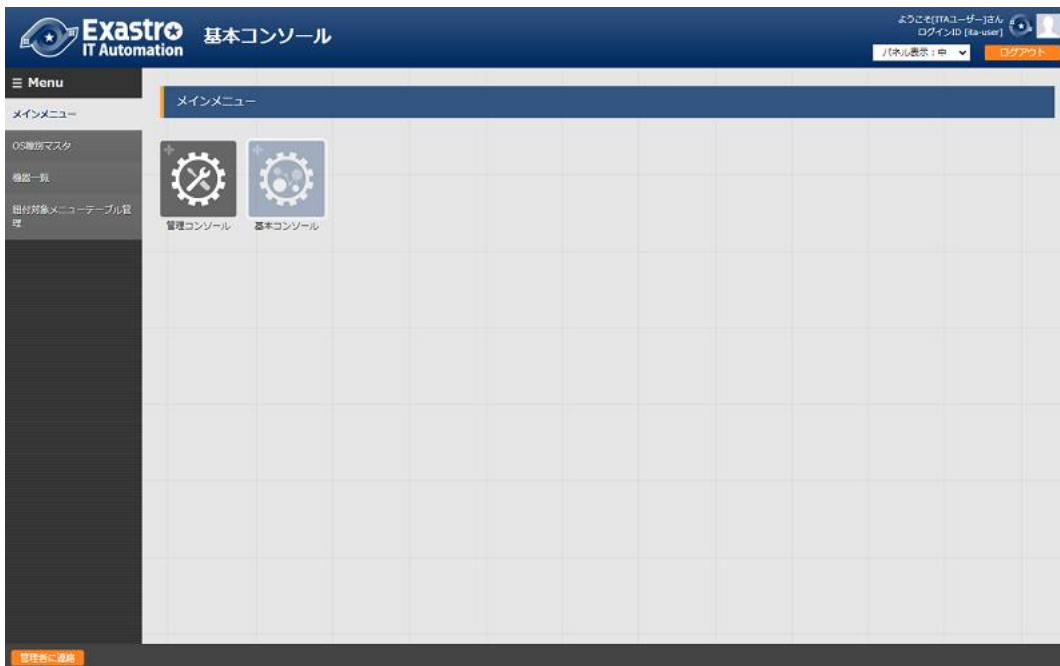 Exastro
IT Automation
基本コンソール
ようこそ[ITAユーザー]さん
ログインID [ita-user]
パネル表示：中
ログアウト
≡ Menu
メインメニュー
メインメニュー
OS種別マスタ
機器一覧
紐付対象メニューテーブル管
理
管理コンソール
基本コンソール
管理者に連絡